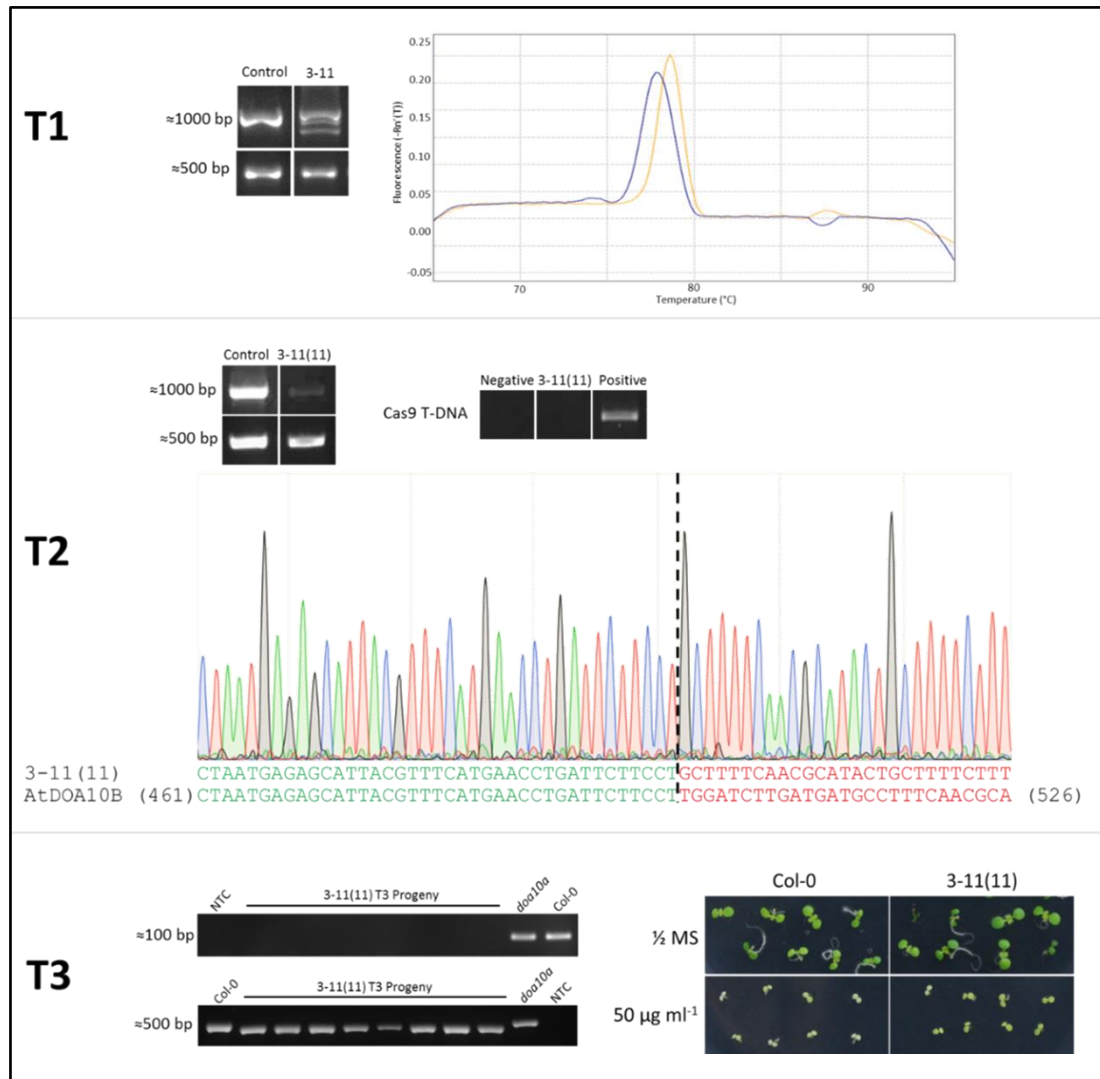 T1
Control 3-11
≈1000 bp
≈500 bp
Fluorescence (-Rn'(T))
0.25
0.20
0.15
0.10
0.05
0.00
-0.05
70 80 90
Temperature (°C)
T2
Control 3-11(11)
≈1000 bp
≈500 bp
Negative 3-11(11) Positive
Cas9 T-DNA
3-11(11) CTAATGAGAGCATTACGTTTCATGAACCTGATTCTTCCTGCTTTTCAACGCATACTGCTTTTCTTT
AtDOA10B (461) CTAATGAGAGCATTACGTTTCATGAACCTGATTCTTCCTTGGATCTTGATGATGCCTTTCAACGCA (526)
T3
NTC 3-11(11) T3 Progeny doa10a Col-0
≈100 bp
Col-0 3-11(11) T3 Progeny doa10a NTC
≈500 bp
Col-0 3-11(11)
½ MS
50 µg ml⁻¹